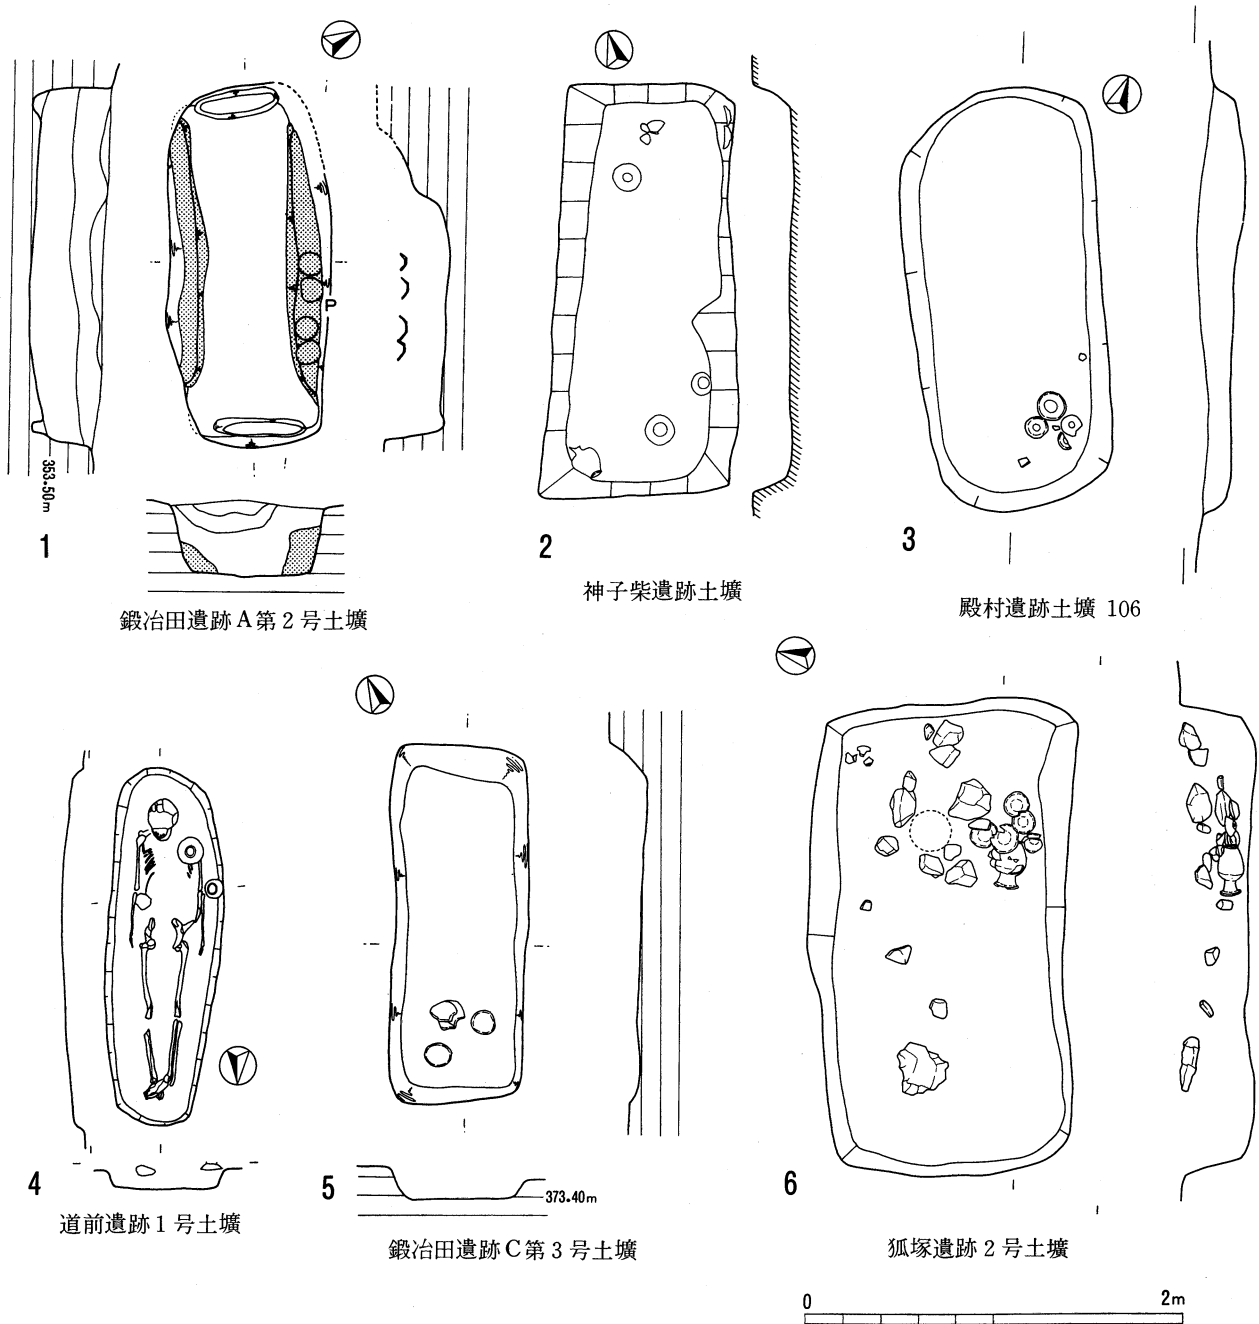 353.50m
P
1
鍛冶田遺跡A第2号土壙
2
神子柴遺跡土壙
3
殿村遺跡土壙 106
4
道前遺跡1号土壙
5
373.40m
鍛冶田遺跡C第3号土壙
6
狐塚遺跡2号土壙
0 2m